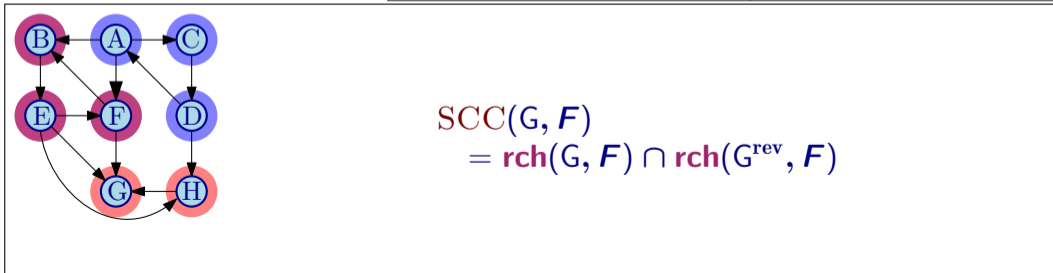 B A C
E F D
G H
SCC(G, F)
= rch(G, F) ∩ rch(G^rev, F)